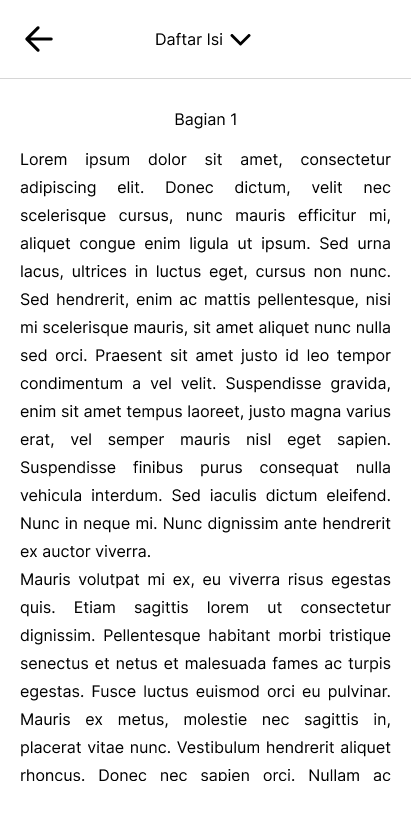 Daftar Isi
Bagian 1
Lorem ipsum dolor sit amet, consectetur
adipiscing elit. Donec dictum, velit nec
scelerisque cursus, nunc mauris efficitur mi,
aliquet congue enim ligula ut ipsum. Sed urna
lacus, ultrices in luctus eget, cursus non nunc.
Sed hendrerit, enim ac mattis pellentesque, nisi
mi scelerisque mauris, sit amet aliquet nunc nulla
sed orci. Praesent sit amet justo id leo tempor
condimentum a vel velit. Suspendisse gravida,
enim sit amet tempus laoreet, justo magna varius
erat, vel semper mauris nisl eget sapien.
Suspendisse finibus purus consequat nulla
vehicula interdum. Sed iaculis dictum eleifend.
Nunc in neque mi. Nunc dignissim ante hendrerit
ex auctor viverra.
Mauris volutpat mi ex, eu viverra risus egestas
quis. Etiam sagittis lorem ut consectetur
dignissim. Pellentesque habitant morbi tristique
senectus et netus et malesuada fames ac turpis
egestas. Fusce luctus euismod orci eu pulvinar.
Mauris ex metus, molestie nec sagittis in,
placerat vitae nunc. Vestibulum hendrerit aliquet
rhoncus. Donec nec sapien orci. Nullam ac